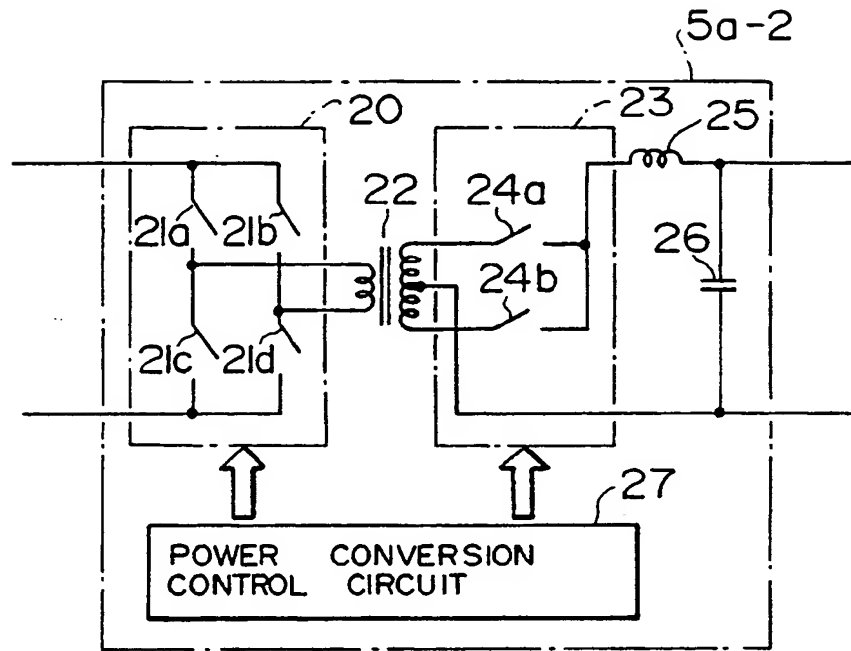 5a-2
20
23
25
21a
21b
22
24a
26
24b
21c
21d
27
POWER CONVERSION
CONTROL CIRCUIT